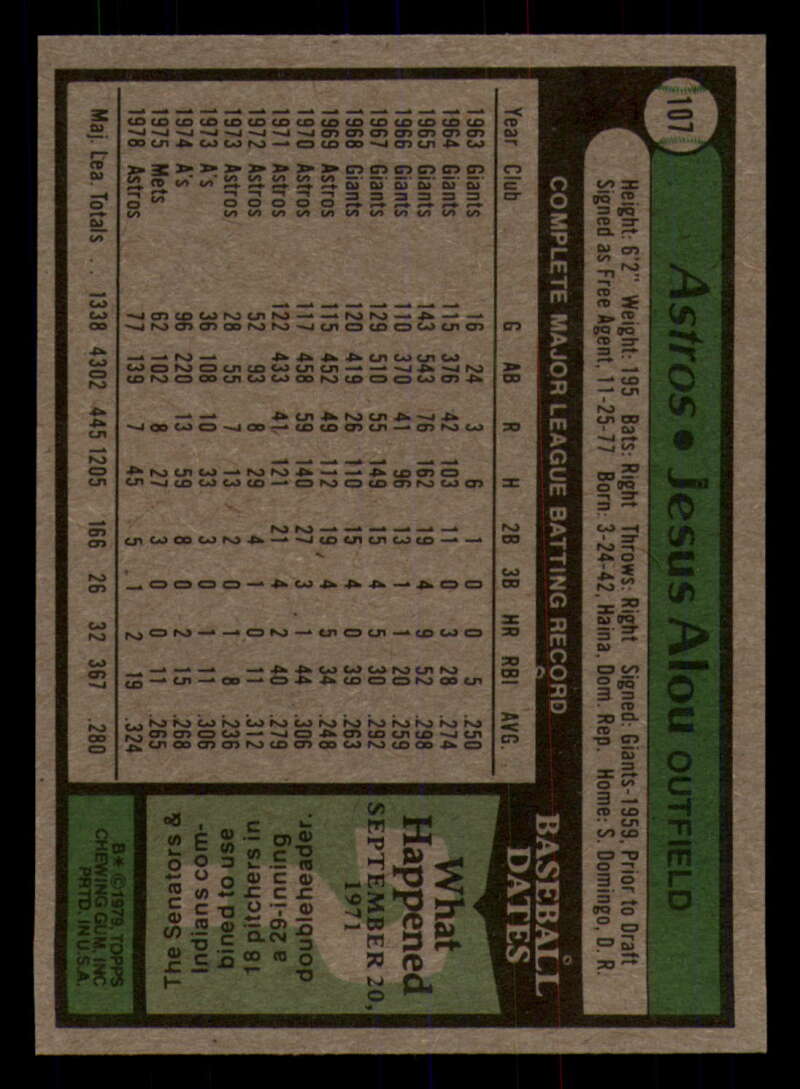 107
Astros • Jesus Alou OUTFIELD
Height: 6'2" Weight: 195 Bats: Right Throws: Right Signed: Giants-1959, Prior to Draft
Signed as Free Agent, 11-25-77 Born: 3-24-42, Haina, Dom. Rep. Home: S. Domingo, D. R.
COMPLETE MAJOR LEAGUE BATTING RECORD
Year Club G AB R H 2B 3B HR RBI AVG.
1963 Giants 16 24 3 6 1 0 0 5 .250
1964 Giants 115 376 42 103 11 0 3 28 .274
1965 Giants 143 543 76 162 19 4 9 52 .298
1966 Giants 110 370 41 96 13 1 1 20 .259
1967 Giants 129 510 55 149 15 4 5 30 .292
1968 Giants 120 419 26 110 15 4 0 39 .263
1969 Astros 115 452 49 112 19 4 5 34 .248
1970 Astros 117 458 59 140 27 3 1 44 .306
1971 Astros 122 433 41 121 21 4 2 40 .279
1972 Astros 52 93 8 29 4 1 0 11 .312
1973 Astros 28 55 7 13 2 0 1 8 .236
1973 A's 36 108 10 33 3 0 1 11 .306
1974 A's 96 220 13 59 8 0 2 15 .268
1975 Mets 62 102 8 27 3 0 0 11 .265
1978 Astros 77 139 7 45 5 1 2 19 .324
Maj. Lea. Totals . . 1338 4302 445 1205 166 26 32 367 .280
BASEBALL
DATES
What
Happened
SEPTEMBER 20,
1971
The Senators &
Indians com-
bined to use
18 pitchers in
a 29-inning
doubleheader.
B* © 1979 TOPPS
CHEWING GUM, INC
PRTD. IN U.S.A.